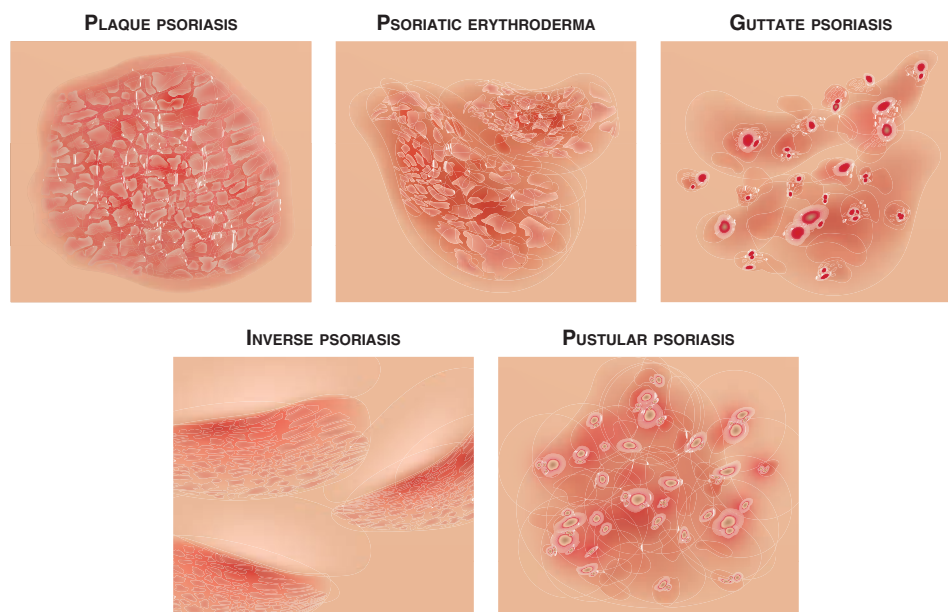 PLAQUE PSORIASIS
PSORIATIC ERYTHRODERMA
GUTTATE PSORIASIS
INVERSE PSORIASIS
PUSTULAR PSORIASIS